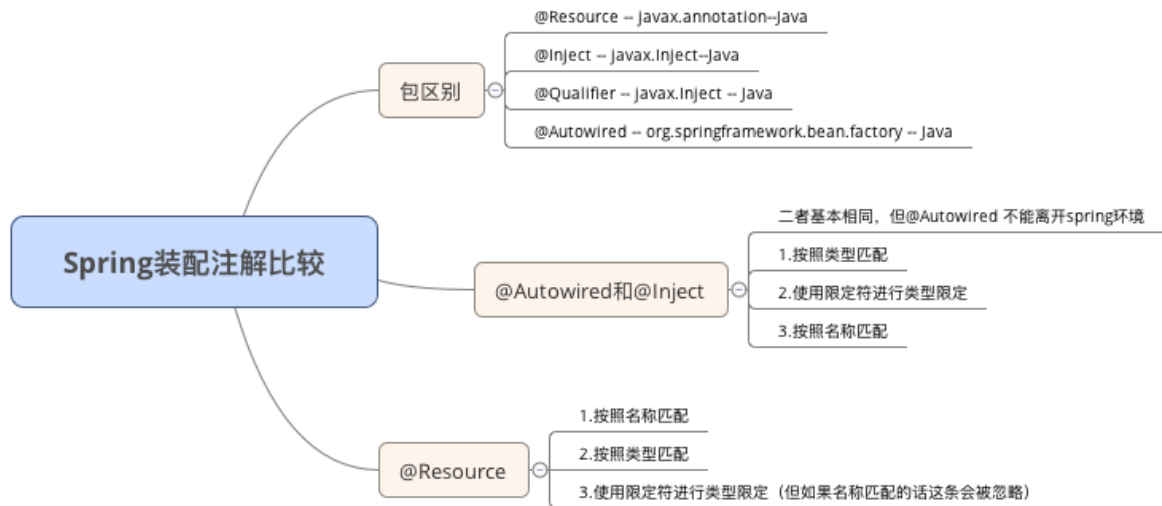 @Resource -- javax.annotation--Java
@Inject -- javax.Inject--Java
包区别
@Qualifier -- javax.Inject -- Java
@Autowired -- org.springframework.bean.factory -- Java
Spring装配注解比较
二者基本相同，但@Autowired 不能离开spring环境
1.按照类型匹配
@Autowired和@Inject
2.使用限定符进行类型限定
3.按照名称匹配
1.按照名称匹配
2.按照类型匹配
@Resource
3.使用限定符进行类型限定（但如果名称匹配的话这条会被忽略）